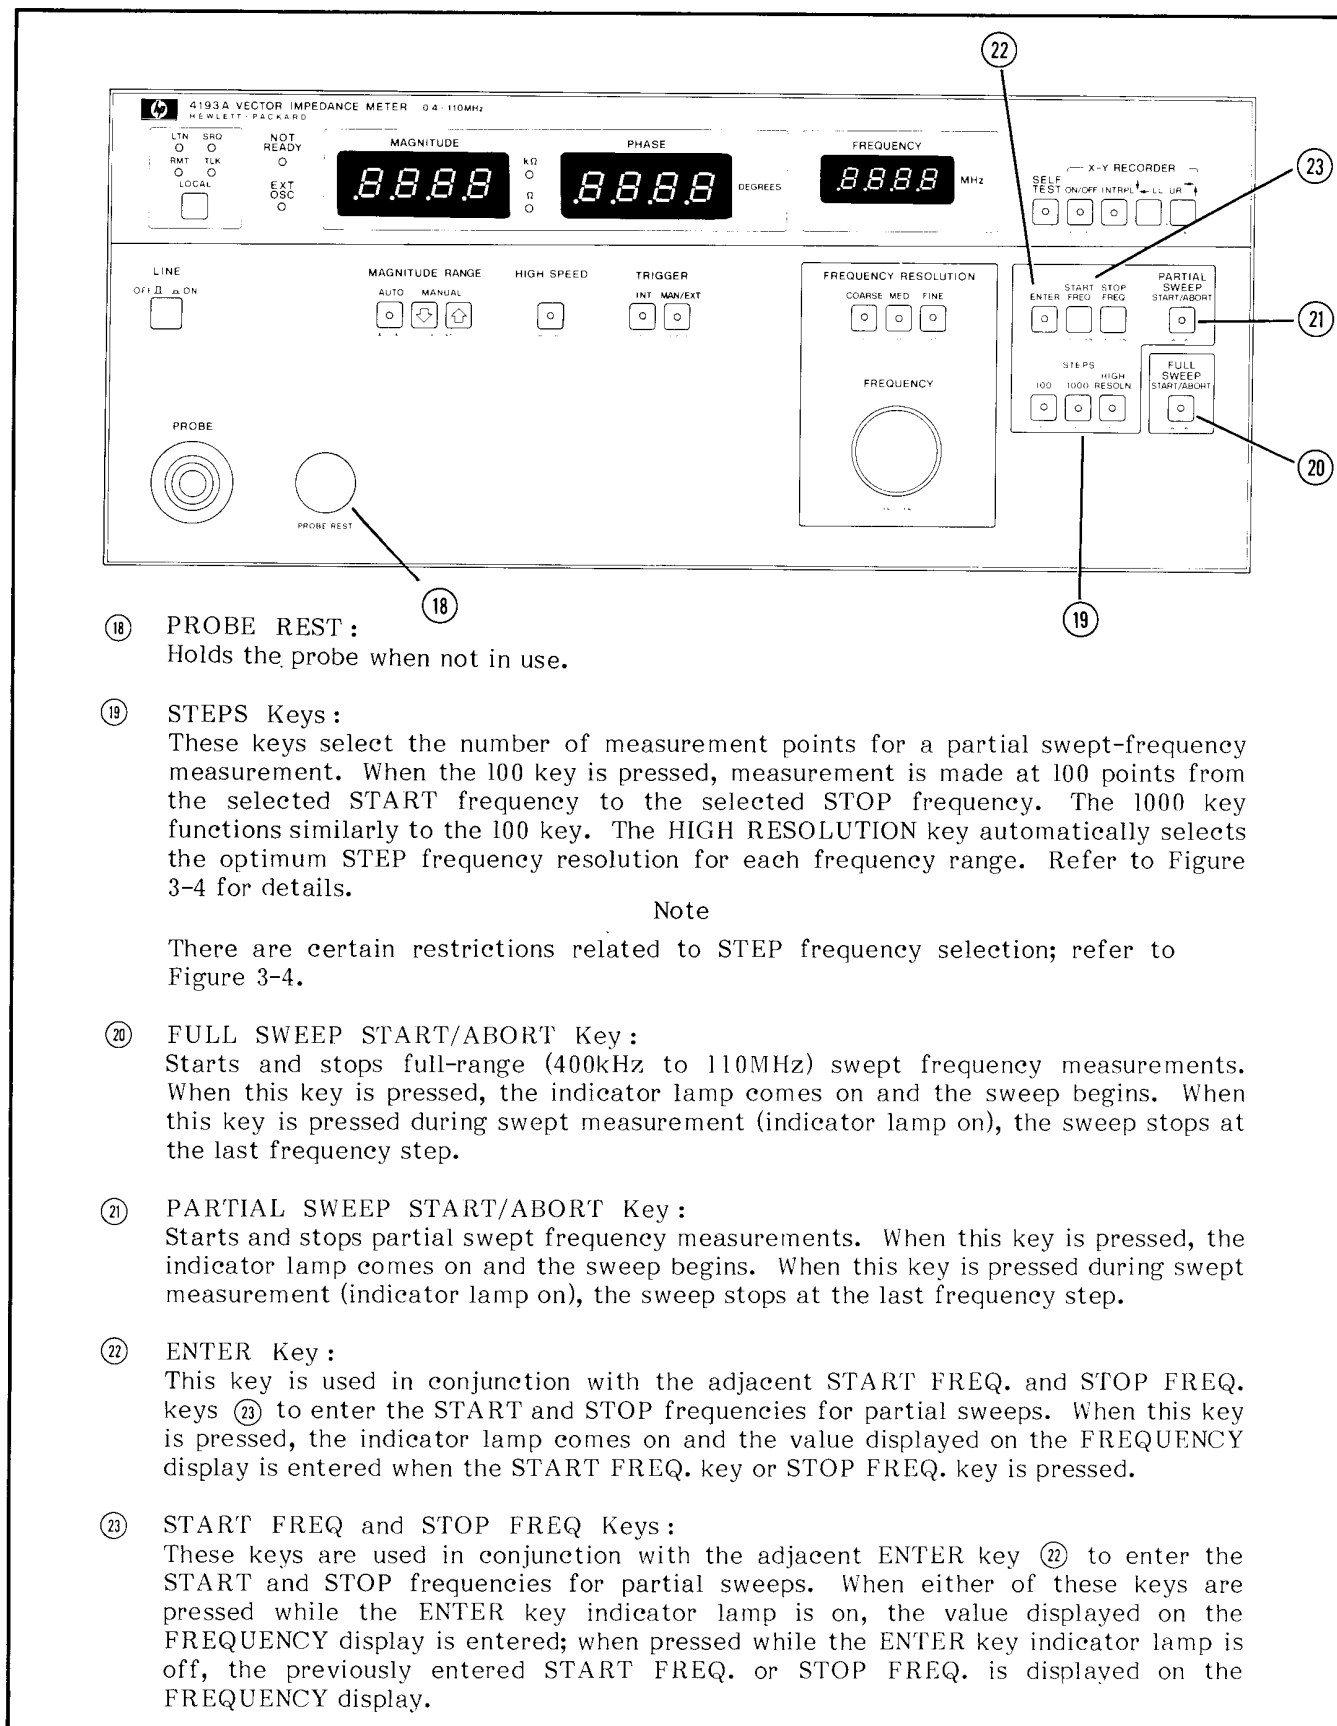 22
hp 4193A VECTOR IMPEDANCE METER 0.4-110MHz
HEWLETT-PACKARD
LTN SRQ
RMT TLK
LOCAL
NOT
READY
EXT
OSC
MAGNITUDE
.8.8.8.8
kΩ
Ω
PHASE
.8.8.8.8
DEGREES
FREQUENCY
.8.8.8.8
MHz
X-Y RECORDER
SELF
TEST ON/OFF INTRPL LL UR
23
LINE
OFF ON
MAGNITUDE RANGE
AUTO MANUAL
HIGH SPEED
TRIGGER
INT MAN/EXT
FREQUENCY RESOLUTION
COARSE MED FINE
FREQUENCY
START STOP
ENTER FREQ FREQ
PARTIAL
SWEEP
START/ABORT
21
STEPS
HIGH
100 1000 RESOLN
FULL
SWEEP
START/ABORT
20
PROBE
PROBE REST
18
19
18 PROBE REST:
Holds the probe when not in use.
19 STEPS Keys:
These keys select the number of measurement points for a partial swept-frequency
measurement. When the 100 key is pressed, measurement is made at 100 points from
the selected START frequency to the selected STOP frequency. The 1000 key
functions similarly to the 100 key. The HIGH RESOLUTION key automatically selects
the optimum STEP frequency resolution for each frequency range. Refer to Figure
3-4 for details.
Note
There are certain restrictions related to STEP frequency selection; refer to
Figure 3-4.
20 FULL SWEEP START/ABORT Key:
Starts and stops full-range (400kHz to 110MHz) swept frequency measurements.
When this key is pressed, the indicator lamp comes on and the sweep begins. When
this key is pressed during swept measurement (indicator lamp on), the sweep stops at
the last frequency step.
21 PARTIAL SWEEP START/ABORT Key:
Starts and stops partial swept frequency measurements. When this key is pressed, the
indicator lamp comes on and the sweep begins. When this key is pressed during swept
measurement (indicator lamp on), the sweep stops at the last frequency step.
22 ENTER Key:
This key is used in conjunction with the adjacent START FREQ. and STOP FREQ.
keys 23 to enter the START and STOP frequencies for partial sweeps. When this key
is pressed, the indicator lamp comes on and the value displayed on the FREQUENCY
display is entered when the START FREQ. key or STOP FREQ. key is pressed.
23 START FREQ and STOP FREQ Keys:
These keys are used in conjunction with the adjacent ENTER key 22 to enter the
START and STOP frequencies for partial sweeps. When either of these keys are
pressed while the ENTER key indicator lamp is on, the value displayed on the
FREQUENCY display is entered; when pressed while the ENTER key indicator lamp is
off, the previously entered START FREQ. or STOP FREQ. is displayed on the
FREQUENCY display.